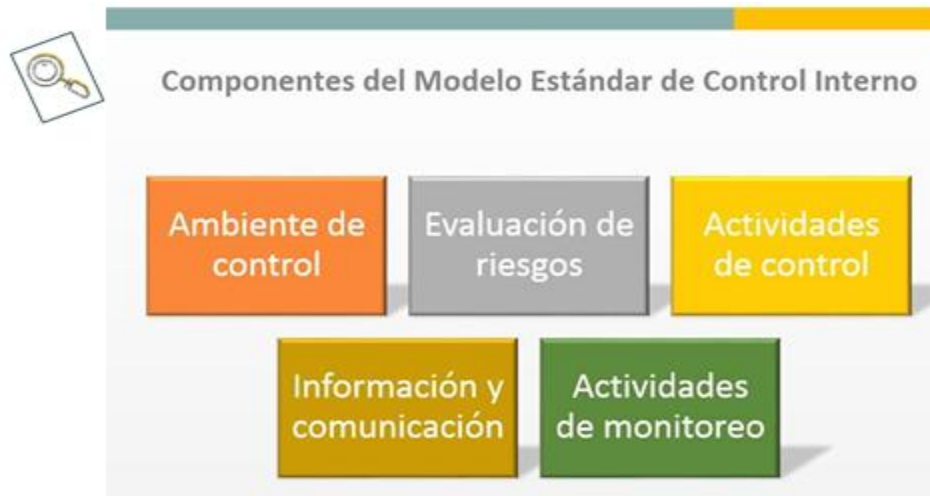 Componentes del Modelo Estándar de Control Interno
Ambiente de
control
Evaluación de
riesgos
Actividades
de control
Información y
comunicación
Actividades
de monitoreo